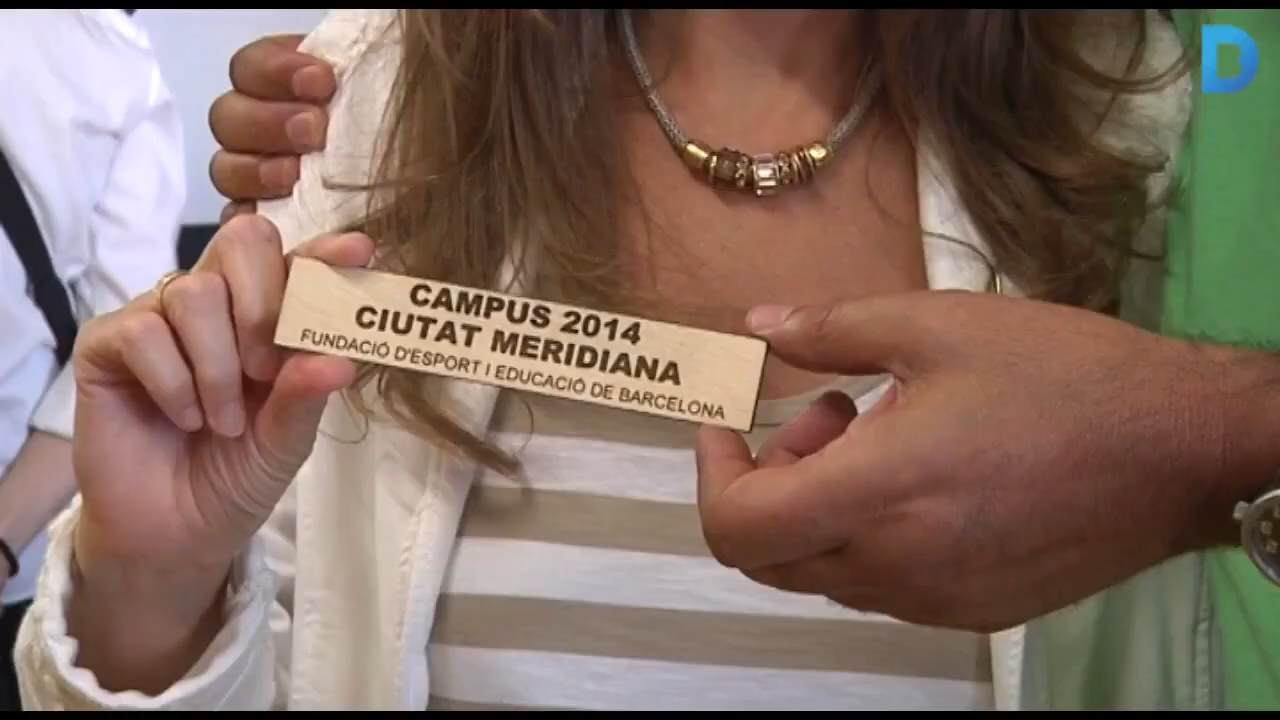 CAMPUS 2014
CIUTAT MERIDIANA
FUNDACIÓ D'ESPORT I EDUCACIÓ DE BARCELONA
D